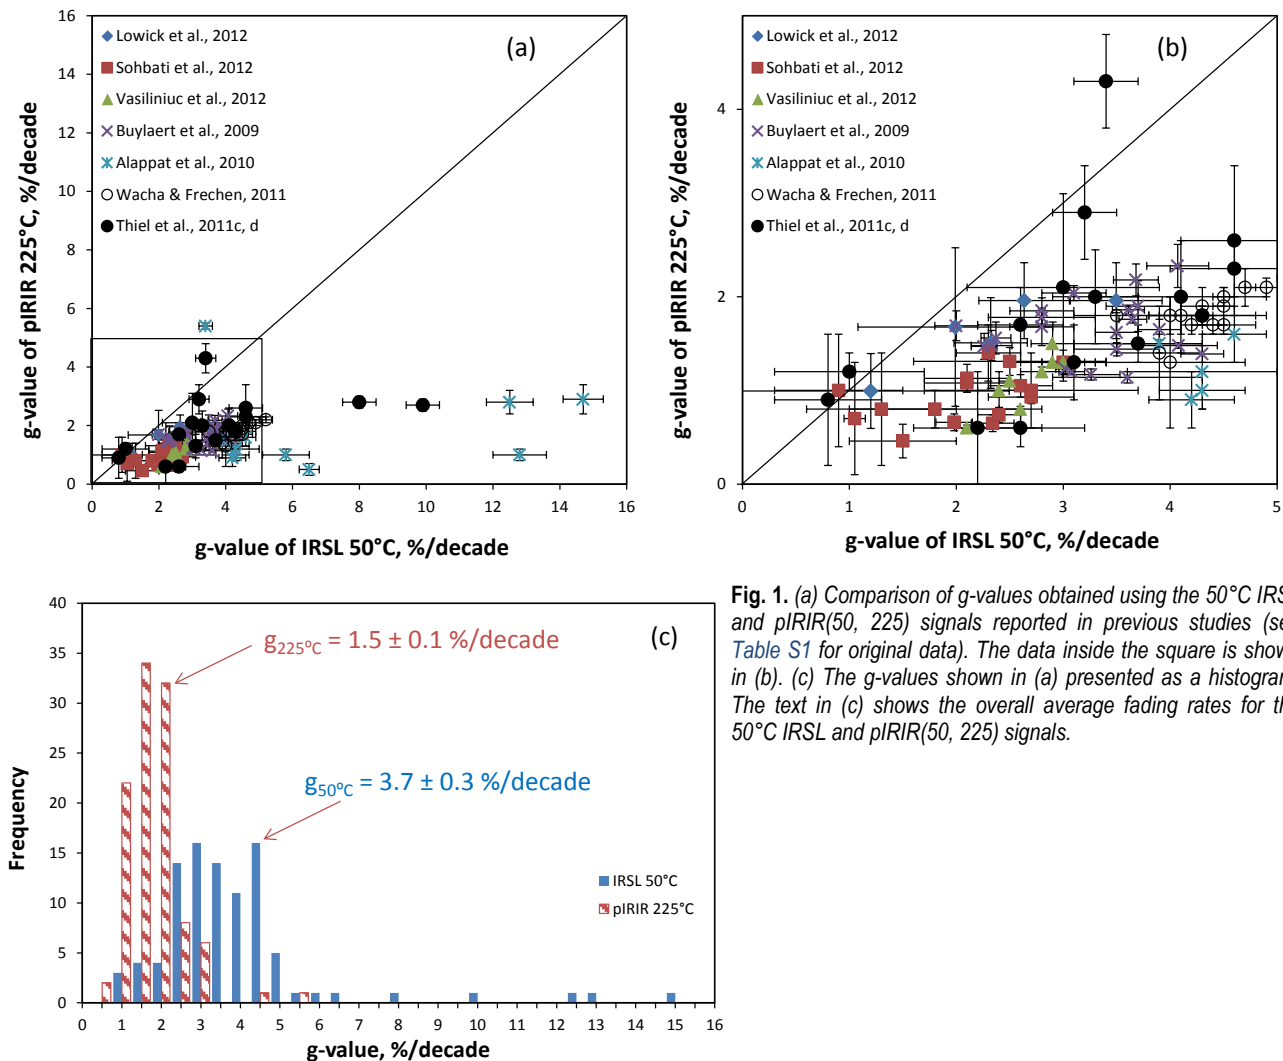 16
14
12
10
8
6
4
2
0
g-value of pIRIR 225°C, %/decade
Lowick et al., 2012
Sohbati et al., 2012
Vasiliniuc et al., 2012
Buylaert et al., 2009
Alappat et al., 2010
Wacha & Frechen, 2011
Thiel et al., 2011c, d
(a)
0 2 4 6 8 10 12 14 16
g-value of IRSL 50°C, %/decade
4
2
0
g-value of pIRIR 225°C, %/decade
Lowick et al., 2012
Sohbati et al., 2012
Vasiliniuc et al., 2012
Buylaert et al., 2009
Alappat et al., 2010
Wacha & Frechen, 2011
Thiel et al., 2011c, d
(b)
0 1 2 3 4 5
g-value of IRSL 50°C, %/decade
40
35
30
25
20
15
10
5
0
Frequency
g225°C = 1.5 ± 0.1 %/decade
(c)
g50°C = 3.7 ± 0.3 %/decade
IRSL 50°C
pIRIR 225°C
0 1 2 3 4 5 6 7 8 9 10 11 12 13 14 15 16
g-value, %/decade
Fig. 1. (a) Comparison of g-values obtained using the 50°C IRS
and pIRIR(50, 225) signals reported in previous studies (se
Table S1 for original data). The data inside the square is show
in (b). (c) The g-values shown in (a) presented as a histogran
The text in (c) shows the overall average fading rates for th
50°C IRSL and pIRIR(50, 225) signals.